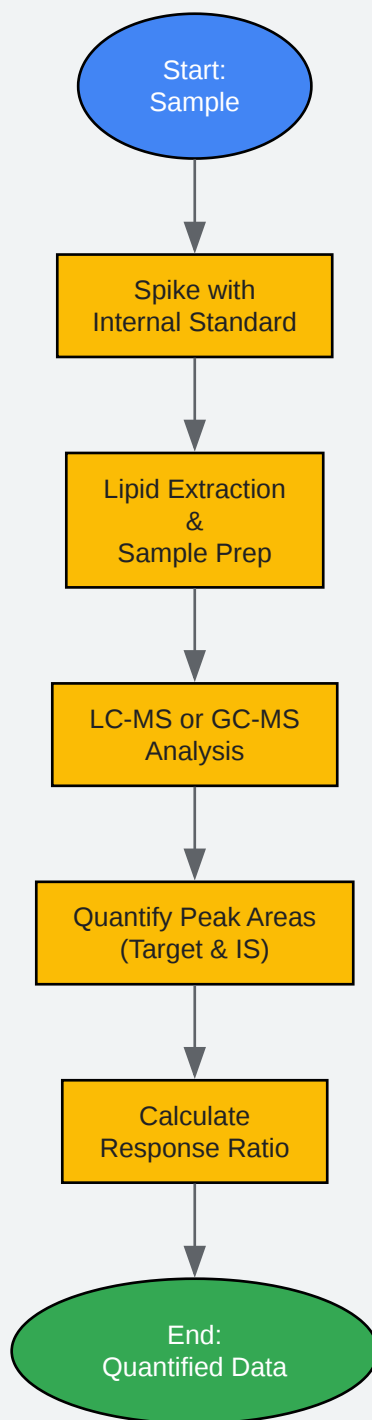 Start:
Sample
Spike with
Internal Standard
Lipid Extraction
&
Sample Prep
LC-MS or GC-MS
Analysis
Quantify Peak Areas
(Target & IS)
Calculate
Response Ratio
End:
Quantified Data